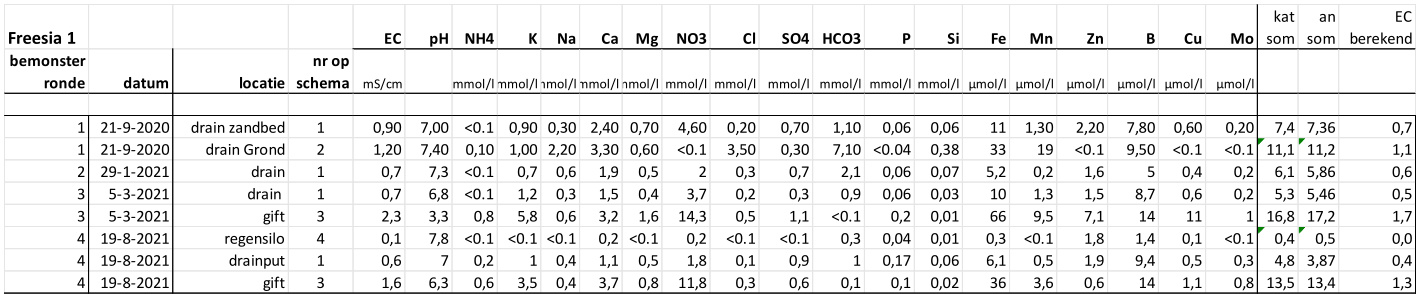 kat an EC
Freesia 1 EC pH NH4 K Na Ca Mg NO3 Cl SO4 HCO3 P Si Fe Mn Zn B Cu Mo som som berekend
bemonster nr op
ronde datum locatie schema mS/cm mmol/l mmol/l mmol/l mmol/l mmol/l mmol/l mmol/l mmol/l mmol/l mmol/l mmol/l µmol/l µmol/l µmol/l µmol/l µmol/l µmol/l
1 21-9-2020 drain zandbed 1 0,90 7,00 <0.1 0,90 0,30 2,40 0,70 4,60 0,20 0,70 1,10 0,06 0,06 11 1,30 2,20 7,80 0,60 0,20 7,4 7,36 0,7
1 21-9-2020 drain Grond 2 1,20 7,40 0,10 1,00 2,20 3,30 0,60 <0.1 3,50 0,30 7,10 <0.04 0,38 33 19 <0.1 9,50 <0.1 <0.1 11,1 11,2 1,1
2 29-1-2021 drain 1 0,7 7,3 <0.1 0,7 0,6 1,9 0,5 2 0,3 0,7 2,1 0,06 0,07 5,2 0,2 1,6 5 0,4 0,2 6,1 5,86 0,6
3 5-3-2021 drain 1 0,7 6,8 <0.1 1,2 0,3 1,5 0,4 3,7 0,2 0,3 0,9 0,06 0,03 10 1,3 1,5 8,7 0,6 0,2 5,3 5,46 0,5
3 5-3-2021 gift 3 2,3 3,3 0,8 5,8 0,6 3,2 1,6 14,3 0,5 1,1 <0.1 0,2 0,01 66 9,5 7,1 14 11 1 16,8 17,2 1,7
4 19-8-2021 regensilo 4 0,1 7,8 <0.1 <0.1 <0.1 0,2 <0.1 0,2 <0.1 <0.1 0,3 0,04 0,01 0,3 <0.1 1,8 1,4 0,1 <0.1 0,4 0,5 0,0
4 19-8-2021 drainput 1 0,6 7 0,2 1 0,4 1,1 0,5 1,8 0,1 0,9 1 0,17 0,06 6,1 0,5 1,9 9,4 0,5 0,3 4,8 3,87 0,4
4 19-8-2021 gift 3 1,6 6,3 0,6 3,5 0,4 3,7 0,8 11,8 0,3 0,6 0,1 0,1 0,02 36 3,6 0,6 14 1,1 0,8 13,5 13,4 1,3